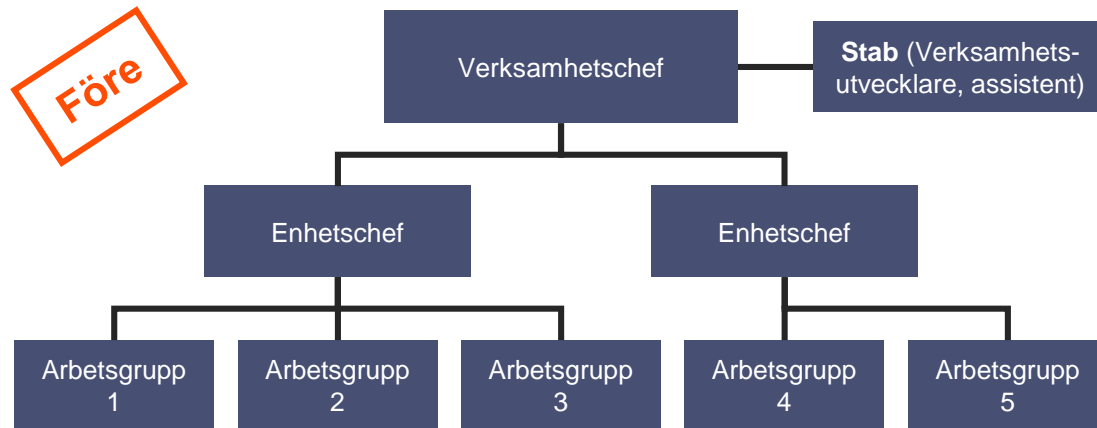 Före
Verksamhetschef
Stab (Verksamhets-
utvecklare, assistent)
Enhetschef
Enhetschef
Arbetsgrupp
1
Arbetsgrupp
2
Arbetsgrupp
3
Arbetsgrupp
4
Arbetsgrupp
5